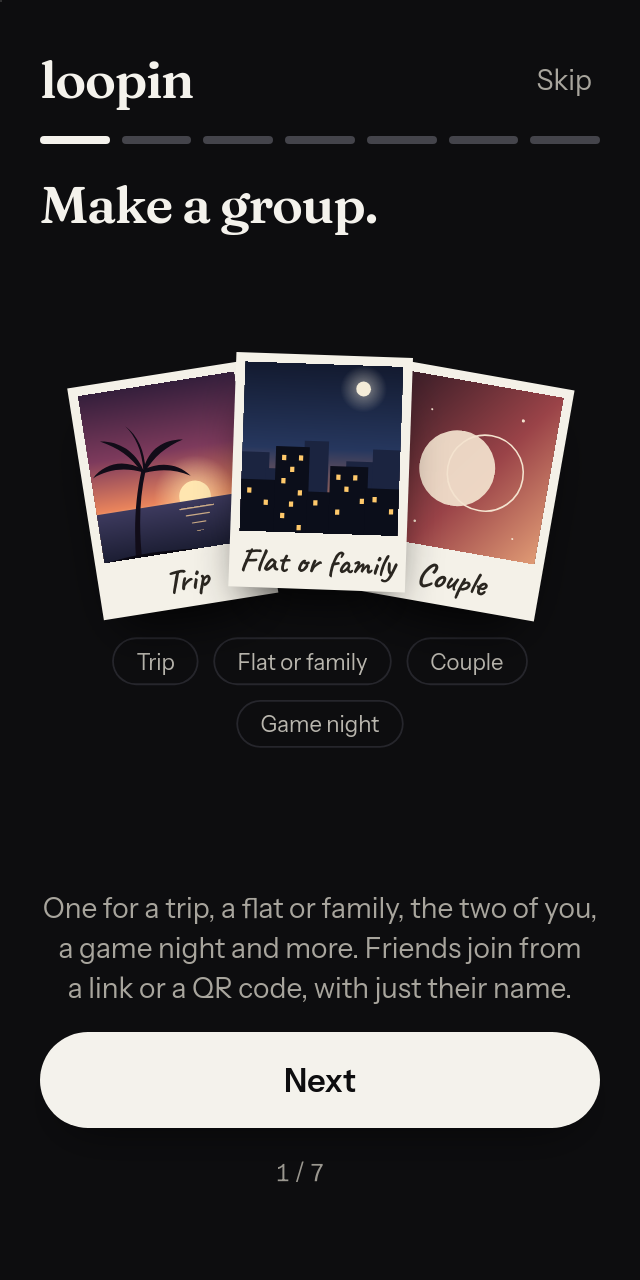 loopin
Skip
Make a group.
Trip
Flat or family
Couple
Trip
Flat or family
Couple
Game night
One for a trip, a flat or family, the two of you,
a game night and more. Friends join from
a link or a QR code, with just their name.
Next
1 / 7